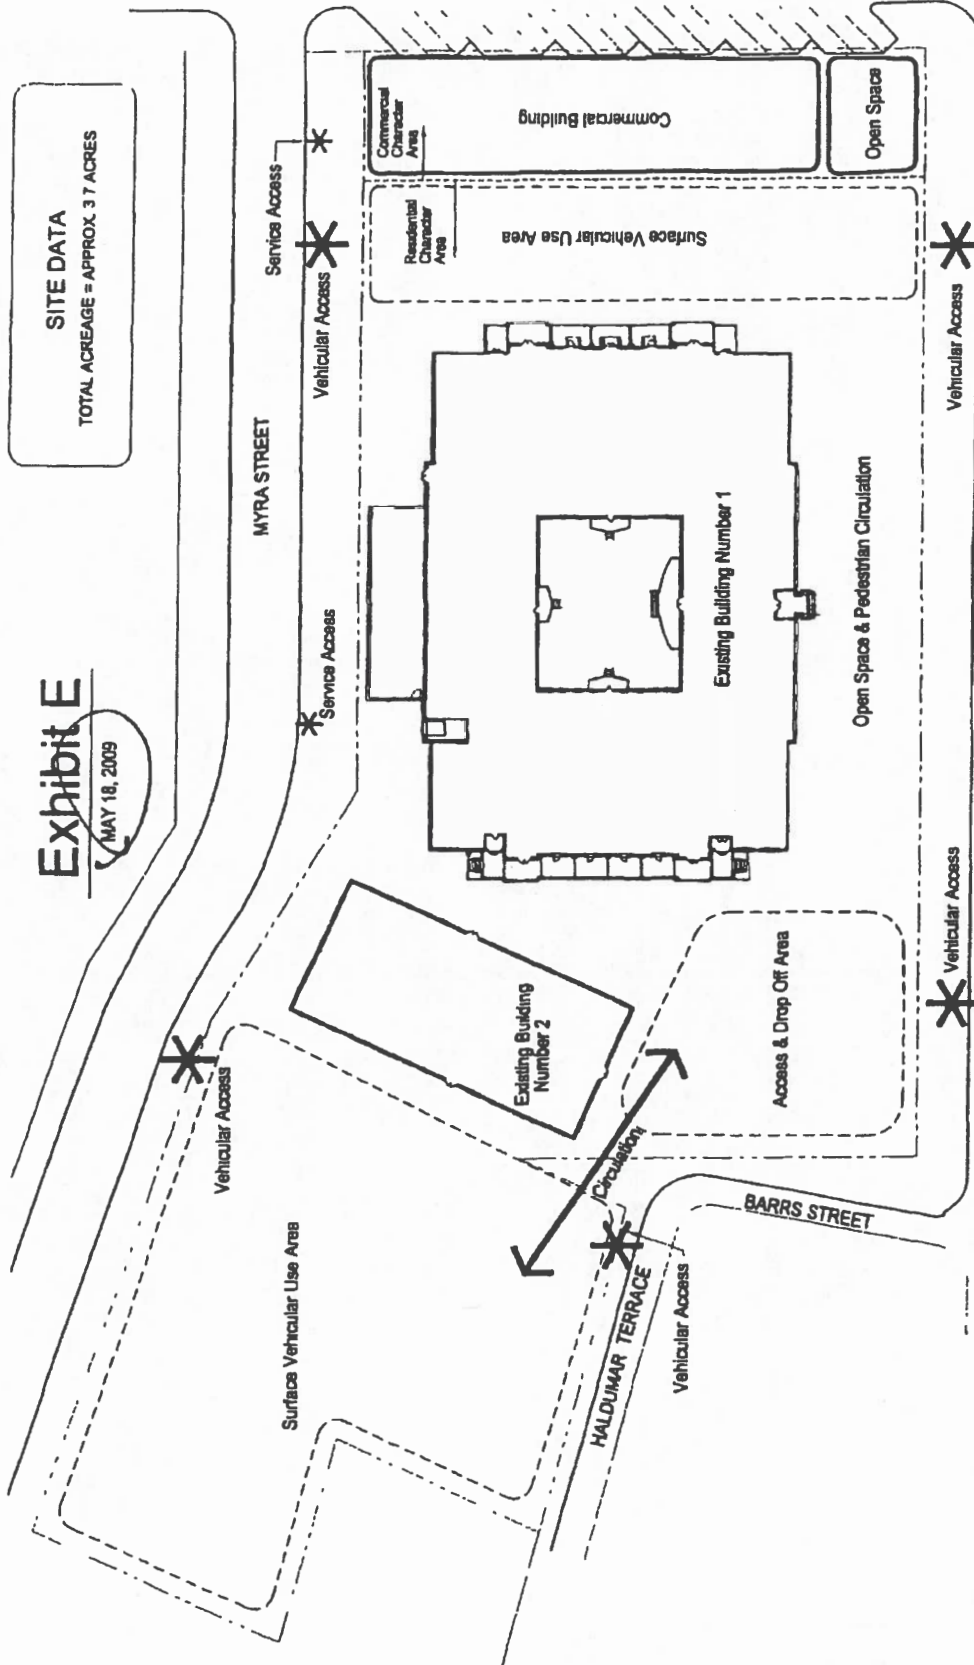 Exhibit E
MAY 18, 2009
SITE DATA
TOTAL ACREAGE = APPROX. 3 7 ACRES
MYRA STREET
Service Access
Vehicular Access
Service Access
Vehicular Access
Commercial
Character
Area
Commercial Building
Open Space
Residential
Character
Area
Surface Vehicular Use Area
Existing Building Number 1
Open Space & Pedestrian Circulation
Existing Building
Number 2
Access & Drop Off Area
Circulation
Surface Vehicular Use Area
Vehicular Access
HALDUMAR TERRACE
BARRS STREET
Vehicular Access
Vehicular Access